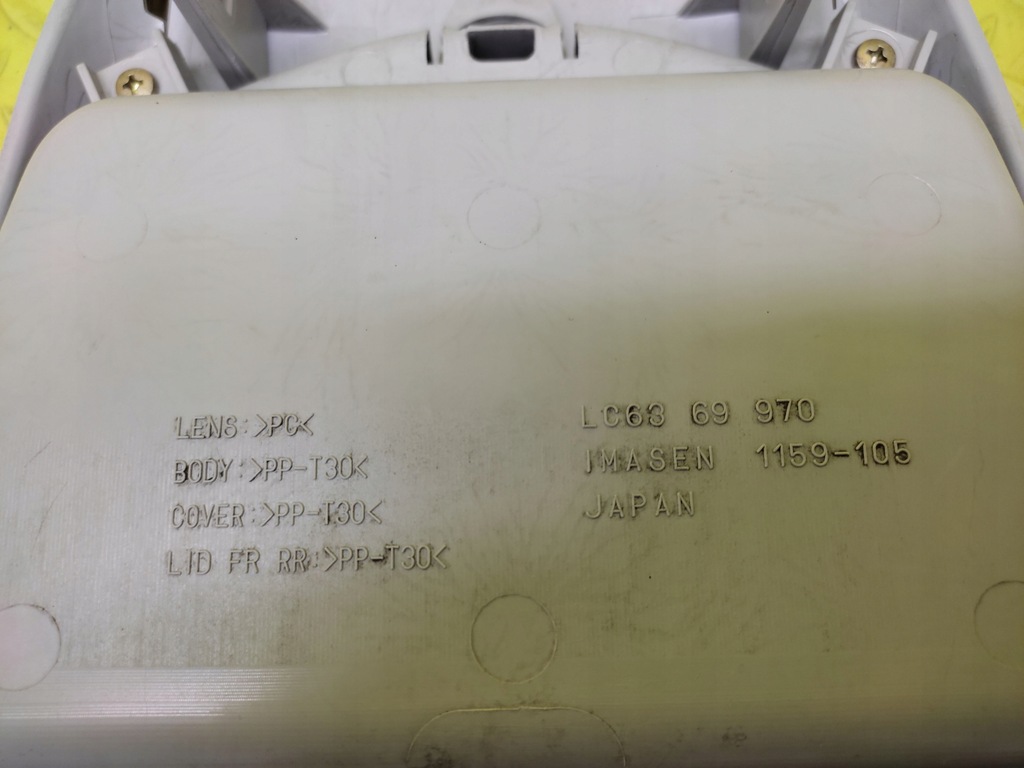 LENS:>PC<
BODY:>PP-T30<
COVER:>PP-T30<
LID FR RR:>PP-T30<
LC63 69 970
IMASEN 1159-105
JAPAN